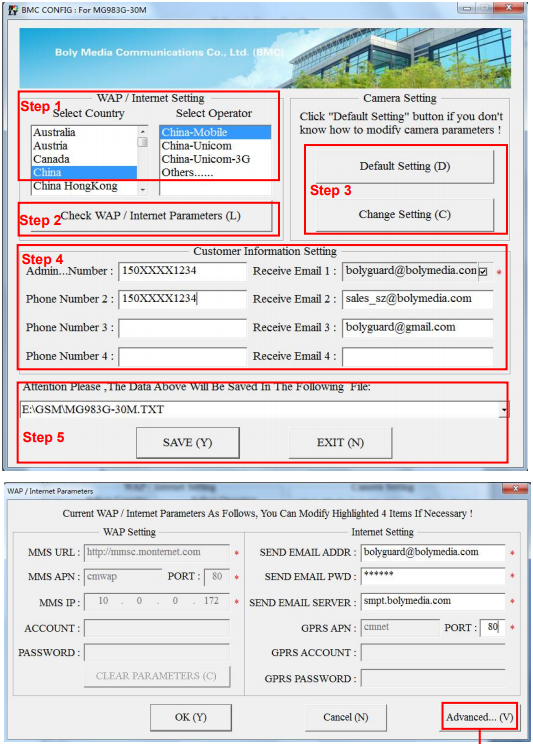 BMC CONFIG : For MG983G-30M
Boly Media Communications Co., Ltd. (BMC)
Step 1
WAP / Internet Setting
Select Country Select Operator
Australia
Austria
Canada
China
China HongKong
China-Mobile
China-Unicom
China-Unicom-3G
Others......
Step 2
Check WAP / Internet Parameters (L)
Camera Setting
Click "Default Setting" button if you don't
know how to modify camera parameters !
Default Setting (D)
Step 3
Change Setting (C)
Customer Information Setting
Step 4
Admin...Number : 150XXXX1234 Receive Email 1 : bolyguard@bolymedia.con *
Phone Number 2 : 150XXXX1234 Receive Email 2 : sales_sz@bolymedia.com
Phone Number 3 : Receive Email 3 : bolyguard@gmail.com
Phone Number 4 : Receive Email 4 :
Attention Please ,The Data Above Will Be Saved In The Following File:
E:\GSM\MG983G-30M.TXT
Step 5
SAVE (Y) EXIT (N)
WAP / Internet Parameters
Current WAP / Internet Parameters As Follows, You Can Modify Highlighted 4 Items If Necessary !
WAP Setting
MMS URL : http://mmsc.monternet.com *
MMS APN : cmwap PORT : 80 *
MMS IP : 10 . 0 . 0 . 172 *
ACCOUNT :
PASSWORD :
CLEAR PARAMETERS (C)
Internet Setting
SEND EMAIL ADDR : bolyguard@bolymedia.com *
SEND EMAIL PWD : ****** *
SEND EMAIL SERVER : smpt.bolymedia.com *
GPRS APN : cmnet PORT : 80 *
GPRS ACCOUNT :
GPRS PASSWORD :
OK (Y) Cancel (N) Advanced... (V)